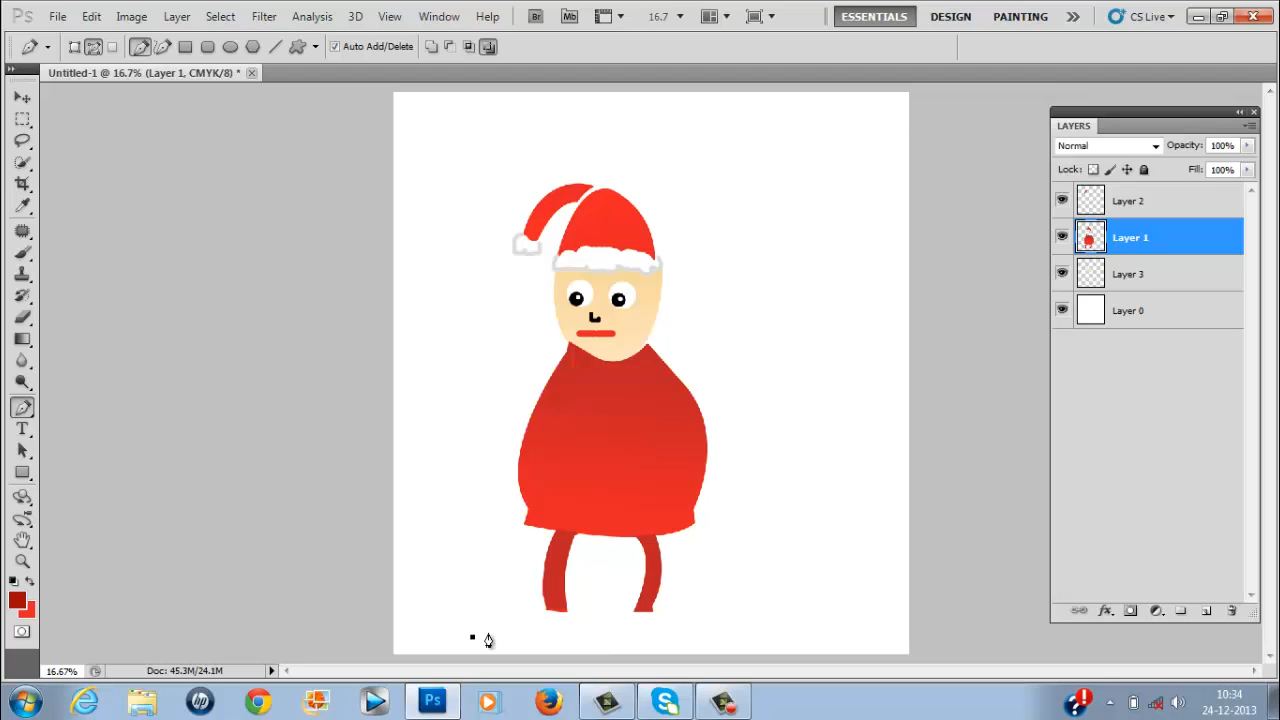 Ps File Edit Image Layer Select Filter Analysis 3D View Window Help Br Mb 16.7 ESSENTIALS DESIGN PAINTING CS Live
Auto Add/Delete
Untitled-1 @ 16.7% (Layer 1, CMYK/8) *
LAYERS
Normal Opacity: 100%
Lock: Fill: 100%
Layer 2
Layer 1
Layer 3
Layer 0
T
fx
16.67% Doc: 45.3M/24.1M
hp Ps
10:34
24-12-2013